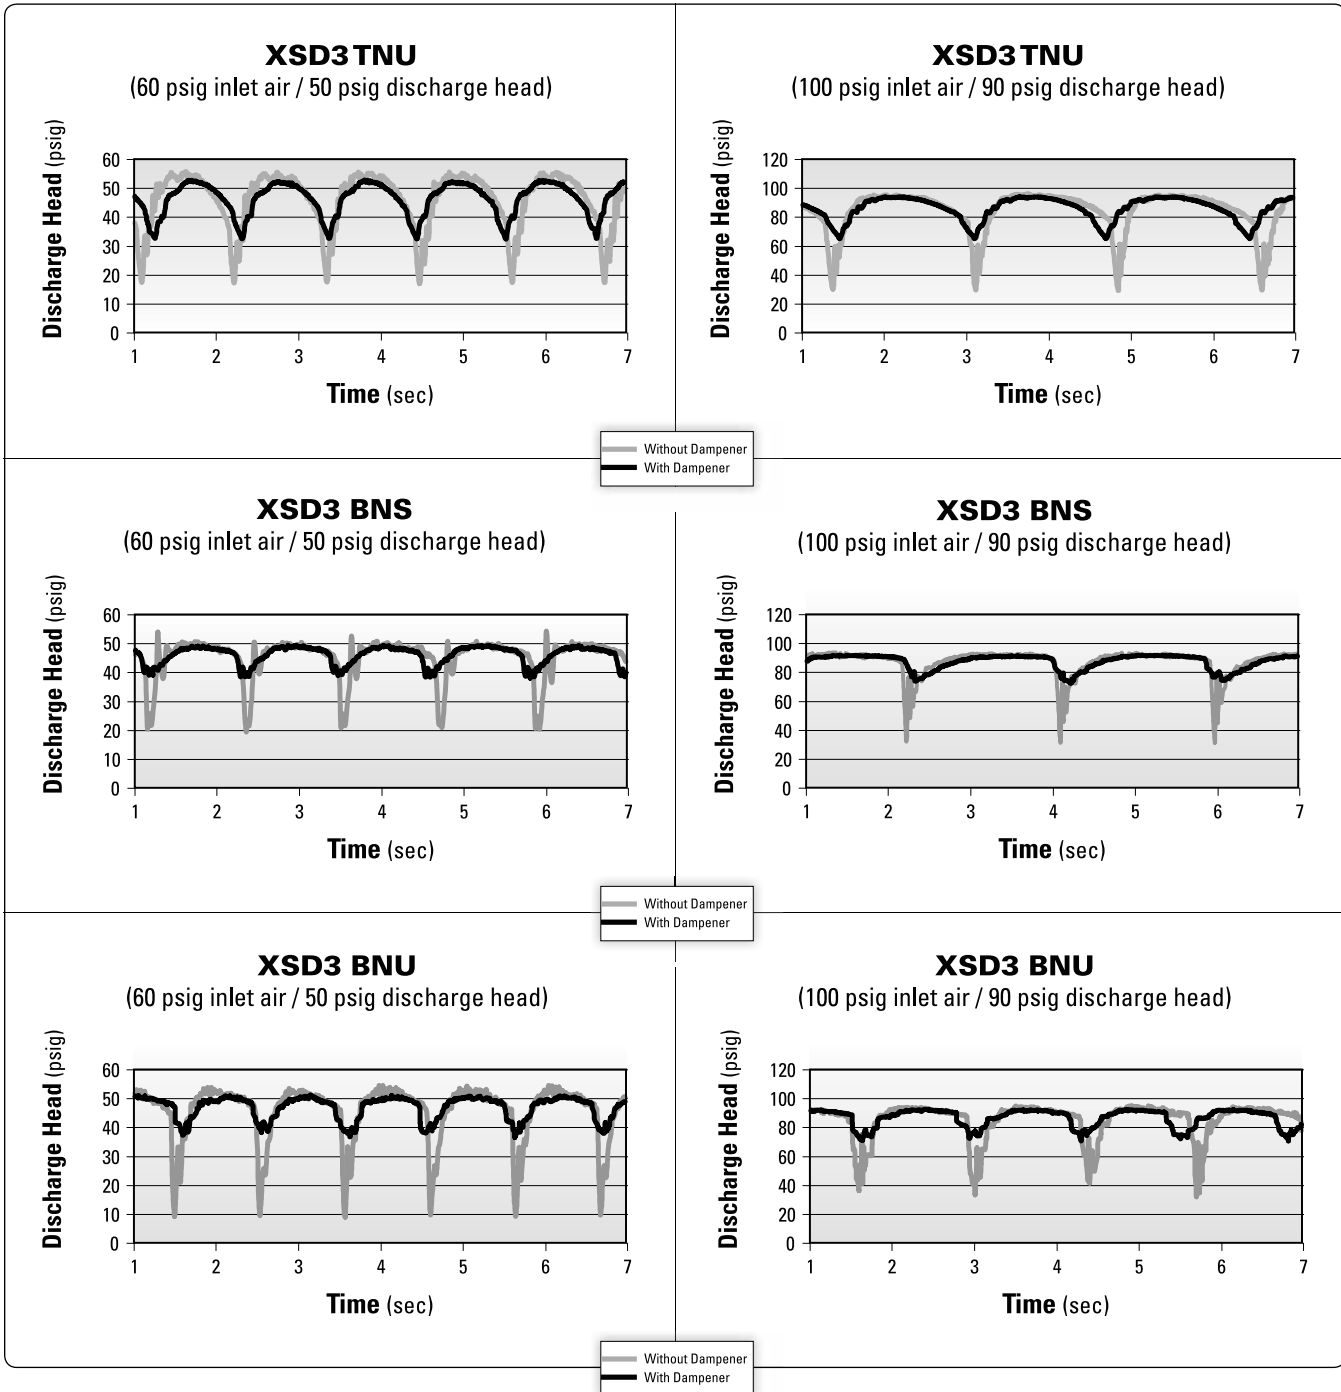 XSD3 TNU
(60 psig inlet air / 50 psig discharge head)
Discharge Head (psig)
60
50
40
30
20
10
0
1 2 3 4 5 6 7
Time (sec)
XSD3 TNU
(100 psig inlet air / 90 psig discharge head)
Discharge Head (psig)
120
100
80
60
40
20
0
1 2 3 4 5 6 7
Time (sec)
Without Dampener
With Dampener
XSD3 BNS
(60 psig inlet air / 50 psig discharge head)
Discharge Head (psig)
60
50
40
30
20
10
0
1 2 3 4 5 6 7
Time (sec)
XSD3 BNS
(100 psig inlet air / 90 psig discharge head)
Discharge Head (psig)
120
100
80
60
40
20
0
1 2 3 4 5 6 7
Time (sec)
Without Dampener
With Dampener
XSD3 BNU
(60 psig inlet air / 50 psig discharge head)
Discharge Head (psig)
60
50
40
30
20
10
0
1 2 3 4 5 6 7
Time (sec)
XSD3 BNU
(100 psig inlet air / 90 psig discharge head)
Discharge Head (psig)
120
100
80
60
40
20
0
1 2 3 4 5 6 7
Time (sec)
Without Dampener
With Dampener